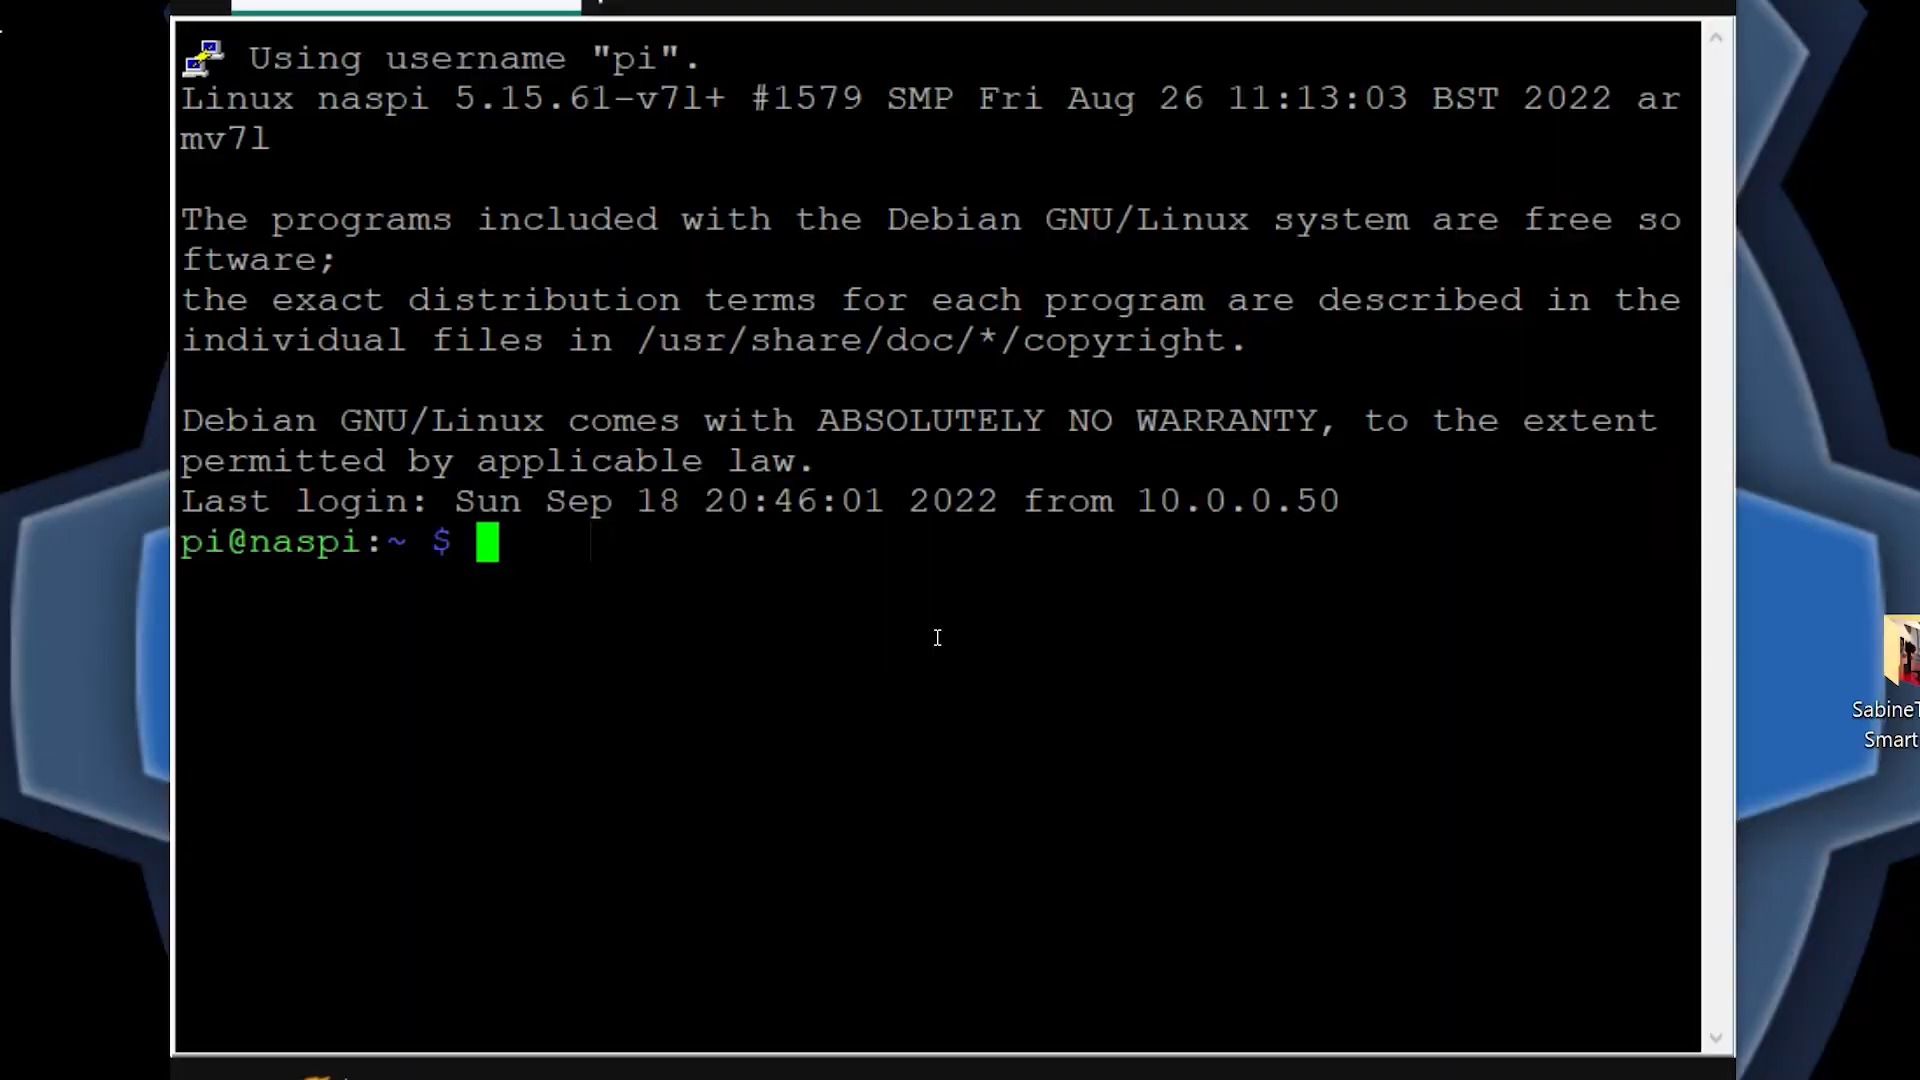 Using username "pi".
Linux naspi 5.15.61-v7l+ #1579 SMP Fri Aug 26 11:13:03 BST 2022 ar
mv7l
The programs included with the Debian GNU/Linux system are free so
ftware;
the exact distribution terms for each program are described in the
individual files in /usr/share/doc/*/copyright.
Debian GNU/Linux comes with ABSOLUTELY NO WARRANTY, to the extent
permitted by applicable law.
Last login: Sun Sep 18 20:46:01 2022 from 10.0.0.50
pi@naspi:~ $
Smart